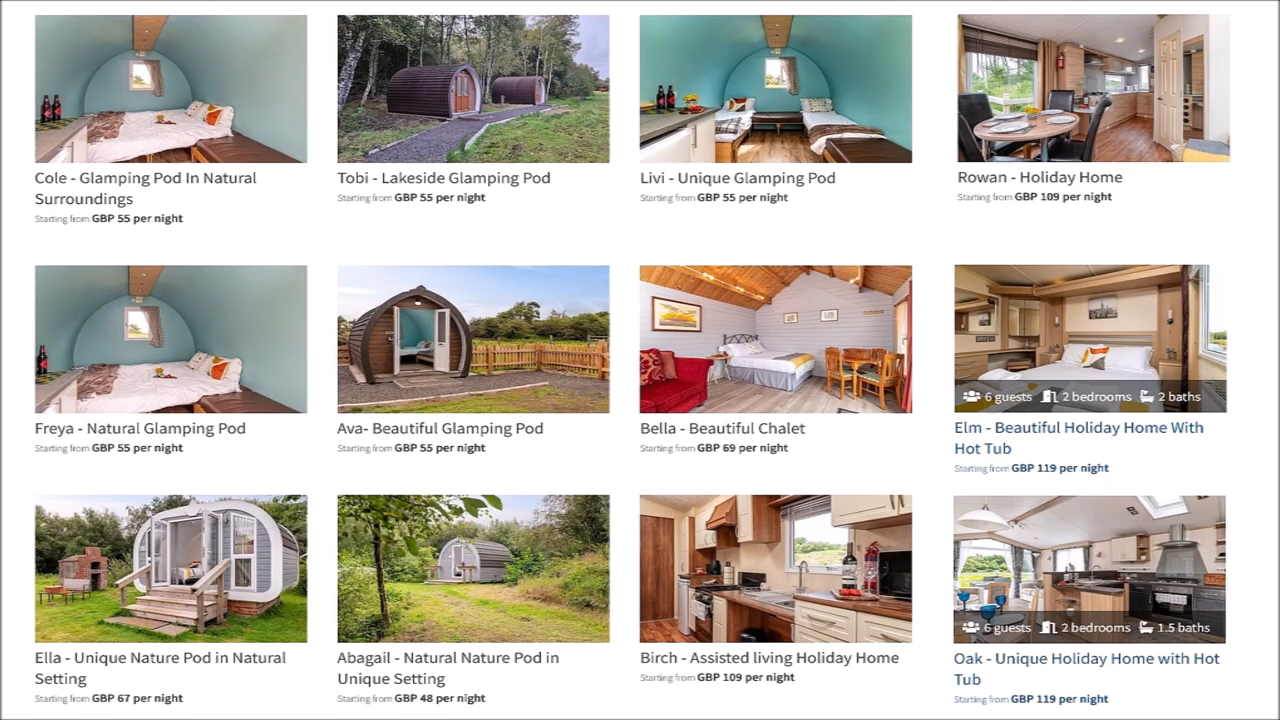 Cole - Glamping Pod In Natural
Surroundings
Starting from GBP 55 per night
Tobi - Lakeside Glamping Pod
Starting from GBP 55 per night
Livi - Unique Glamping Pod
Starting from GBP 55 per night
Rowan - Holiday Home
Starting from GBP 109 per night
Freya - Natural Glamping Pod
Starting from GBP 55 per night
Ava- Beautiful Glamping Pod
Starting from GBP 55 per night
Bella - Beautiful Chalet
Starting from GBP 69 per night
6 guests 2 bedrooms 2 baths
Elm - Beautiful Holiday Home With
Hot Tub
Starting from GBP 119 per night
Ella - Unique Nature Pod in Natural
Setting
Starting from GBP 67 per night
Abagail - Natural Nature Pod in
Unique Setting
Starting from GBP 48 per night
Birch - Assisted living Holiday Home
Starting from GBP 109 per night
6 guests 2 bedrooms 1.5 baths
Oak - Unique Holiday Home with Hot
Tub
Starting from GBP 119 per night